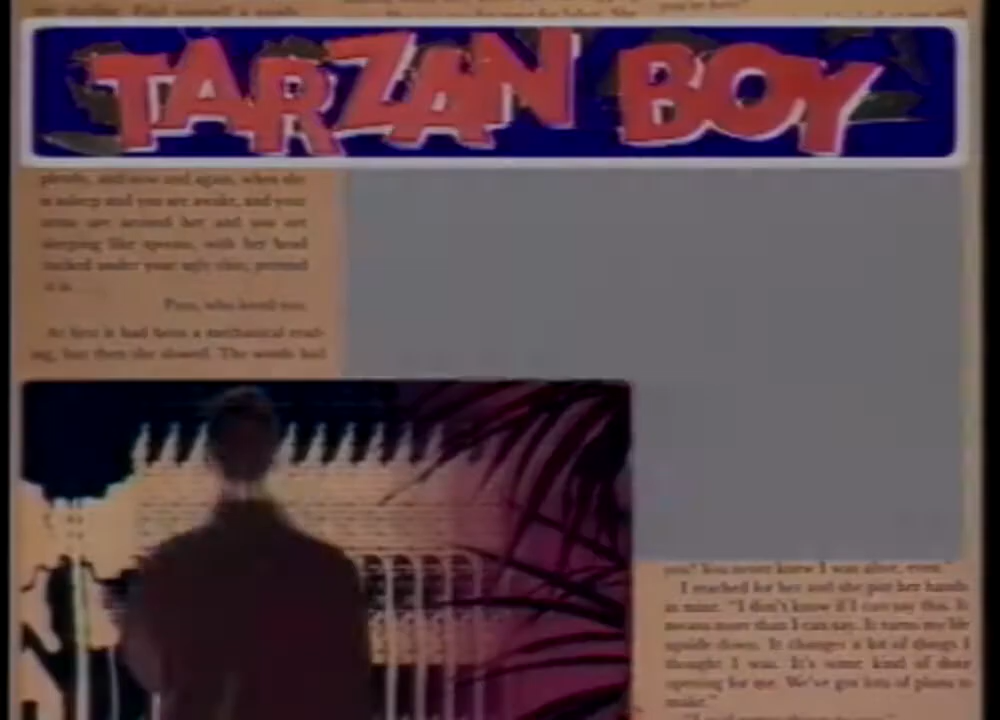 you're here?"
TARZAN BOY
plenty, and now and again, when she
is asleep and you are awake, and your
arms are around her and you are
sleeping like spoons, with her head
tucked under your ugly chin, pretend
it is . . .
who loved you.
At first it had been a mechanical read-
ing, but then she slowed. The words had
you? You never knew I was alive, even."
I reached for her and she put her hands
in mine. "I don't know if I can say this. It
means more than I can say. It turns my life
upside down. It changes a lot of things I
thought I was. It's some kind of door
opening for me. We've got lots of plans to
make."